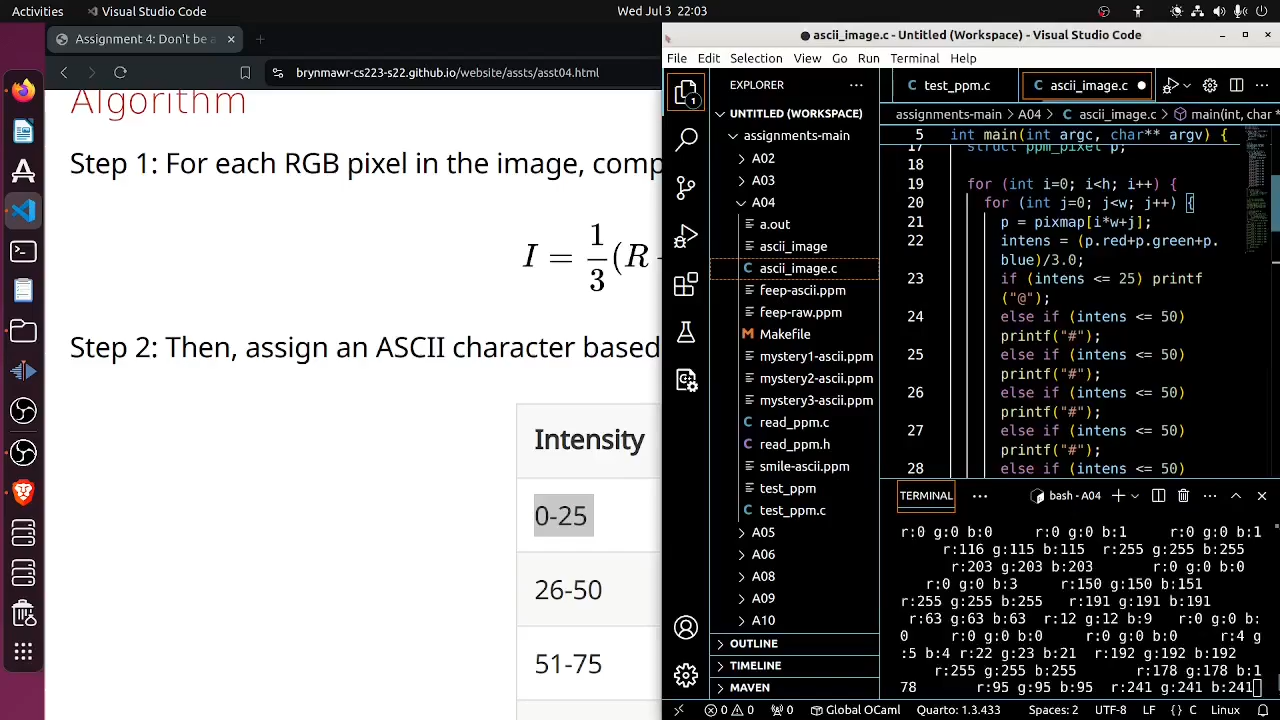 Activities
Visual Studio Code
Wed Jul 3 22:03
Assignment 4: Don't be a
brynmawr-cs223-s22.github.io/website/assts/asst04.html
Algorithm
Step 1: For each RGB pixel in the image, comp
I = 1/3 (R
Step 2: Then, assign an ASCII character based
Intensity
0-25
26-50
51-75
ascii_image.c - Untitled (Workspace) - Visual Studio Code
File Edit Selection View Go Run Terminal Help
EXPLORER
UNTITLED (WORKSPACE)
assignments-main
A02
A03
A04
a.out
ascii_image
C ascii_image.c
feep-ascii.ppm
feep-raw.ppm
M Makefile
mystery1-ascii.ppm
mystery2-ascii.ppm
mystery3-ascii.ppm
C read_ppm.c
C read_ppm.h
smile-ascii.ppm
test_ppm
C test_ppm.c
A05
A06
A08
A09
A10
OUTLINE
TIMELINE
MAVEN
1
C test_ppm.c
C ascii_image.c
assignments-main > A04 > C ascii_image.c > main(int, char *
5 int main(int argc, char** argv) {
17 struct ppm_pixel p;
18
19 for (int i=0; i<h; i++) {
20 for (int j=0; j<w; j++) {
21 p = pixmap[i*w+j];
22 intens = (p.red+p.green+p.
blue)/3.0;
23 if (intens <= 25) printf
("@");
24 else if (intens <= 50)
printf("#");
25 else if (intens <= 50)
printf("#");
26 else if (intens <= 50)
printf("#");
27 else if (intens <= 50)
printf("#");
28 else if (intens <= 50)
TERMINAL
bash - A04
r:0 g:0 b:0 r:0 g:0 b:1 r:0 g:0 b:1
r:116 g:115 b:115 r:255 g:255 b:255
r:203 g:203 b:203 r:0 g:0 b:0
r:0 g:0 b:3 r:150 g:150 b:151
r:255 g:255 b:255 r:191 g:191 b:191
r:63 g:63 b:63 r:12 g:12 b:9 r:0 g:0 b:
0 r:0 g:0 b:0 r:0 g:0 b:0 r:4 g
:5 b:4 r:22 g:23 b:21 r:192 g:192 b:192
r:255 g:255 b:255 r:178 g:178 b:1
78 r:95 g:95 b:95 r:241 g:241 b:241
0 0 0 Global OCaml Quarto: 1.3.433 Spaces: 2 UTF-8 LF {} C Linux